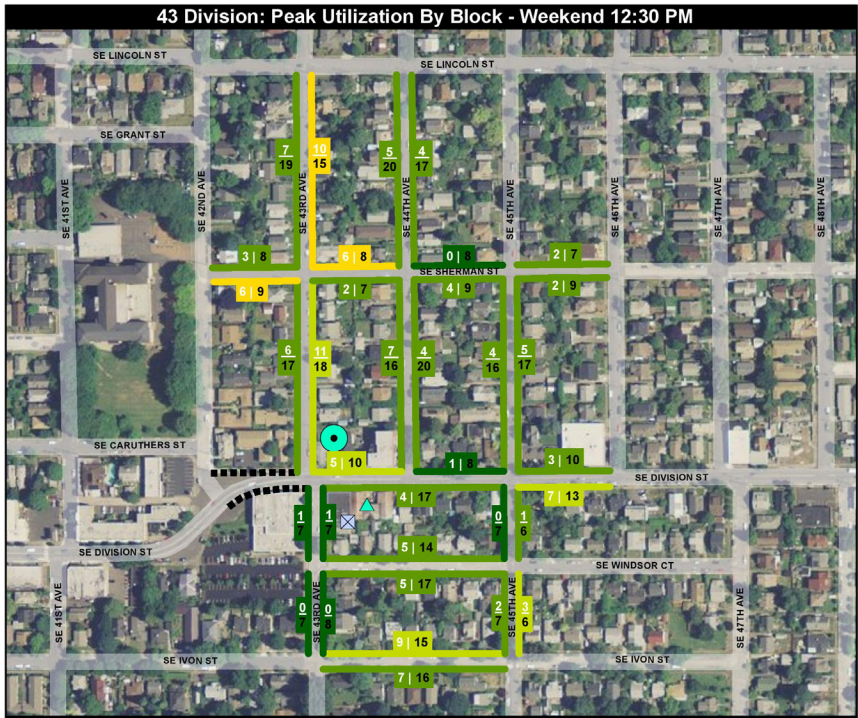 43 Division: Peak Utilization By Block - Weekend 12:30 PM
SE LINCOLN ST
SE LINCOLN ST
SE GRANT ST
7
19
10
15
5
20
4
17
SE 41ST AVE
SE 42ND AVE
SE 43RD AVE
SE 44TH AVE
SE 45TH AVE
SE 46TH AVE
SE 47TH AVE
SE 48TH AVE
3 | 8
6 | 8
0 | 8
2 | 7
SE SHERMAN ST
6 | 9
2 | 7
4 | 9
2 | 9
6
17
11
18
7
16
4
20
4
16
5
17
SE CARUTHERS ST
5 | 10
1 | 8
3 | 10
SE DIVISION ST
4 | 17
7 | 13
1
7
1
7
0
7
1
6
SE DIVISION ST
5 | 14
SE WINDSOR CT
5 | 17
SE 41ST AVE
0
7
SE 43RD AVE
0
8
2
7
SE 45TH AVE
3
6
SE 47TH AVE
9 | 15
SE IVON ST
SE IVON ST
7 | 16